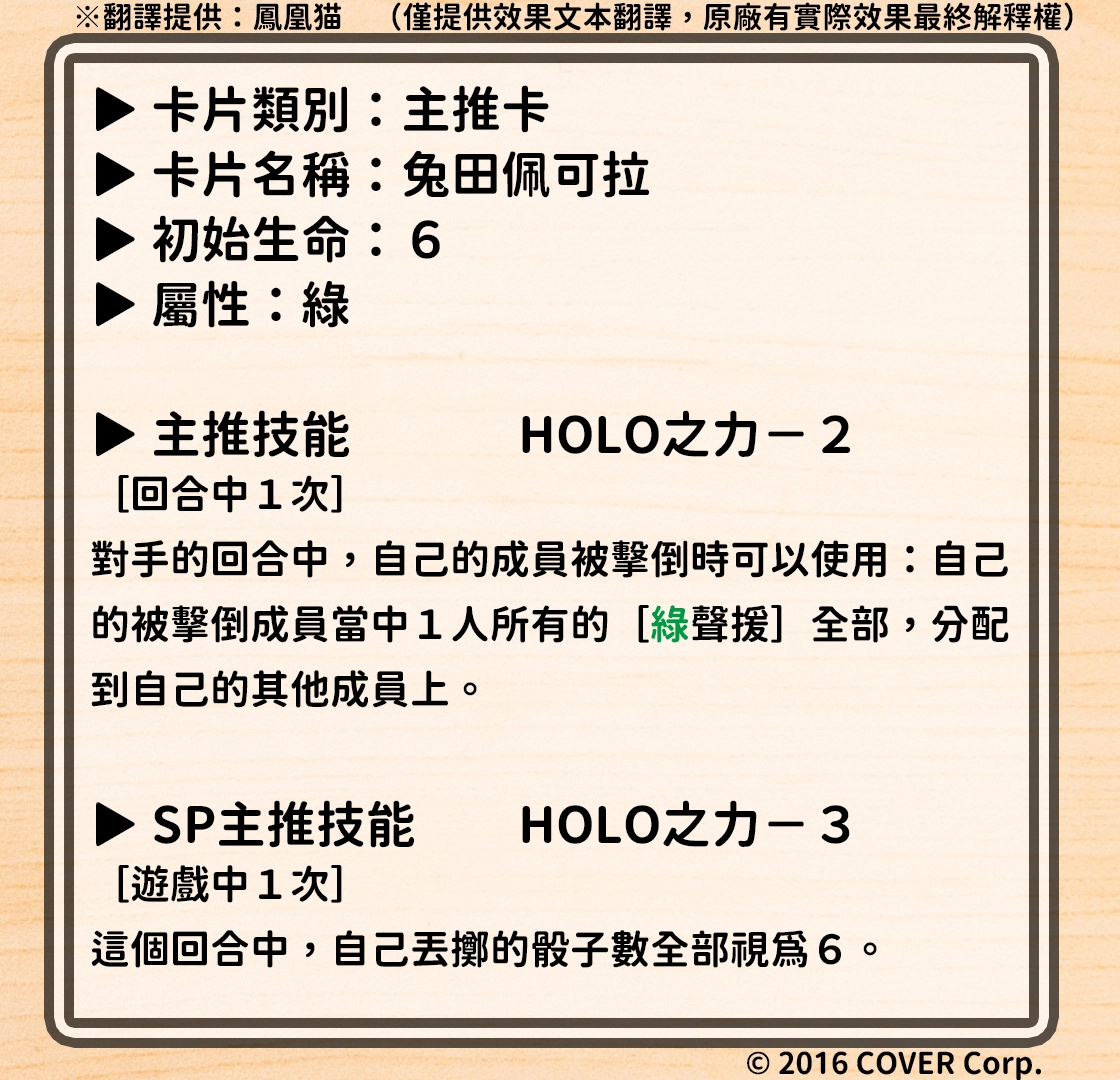 ※翻譯提供：鳳凰猫　（僅提供效果文本翻譯，原廠有實際效果最終解釋權）
▶ 卡片類別：主推卡
▶ 卡片名稱：兔田佩可拉
▶ 初始生命：６
▶ 屬性：綠
▶ 主推技能　HOLO之力－２
［回合中１次］
對手的回合中，自己的成員被擊倒時可以使用：自己
的被擊倒成員當中１人所有的［綠聲援］全部，分配
到自己的其他成員上。
▶ SP主推技能　HOLO之力－３
［遊戲中１次］
這個回合中，自己丟擲的骰子數全部視爲６。
© 2016 COVER Corp.